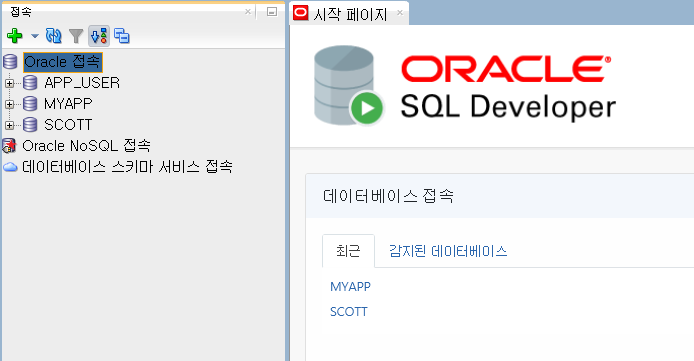 접속
Oracle 접속
APP_USER
MYAPP
SCOTT
Oracle NoSQL 접속
데이터베이스 스키마 서비스 접속
시작 페이지
ORACLE
SQL Developer
데이터베이스 접속
최근 감지된 데이터베이스
MYAPP
SCOTT